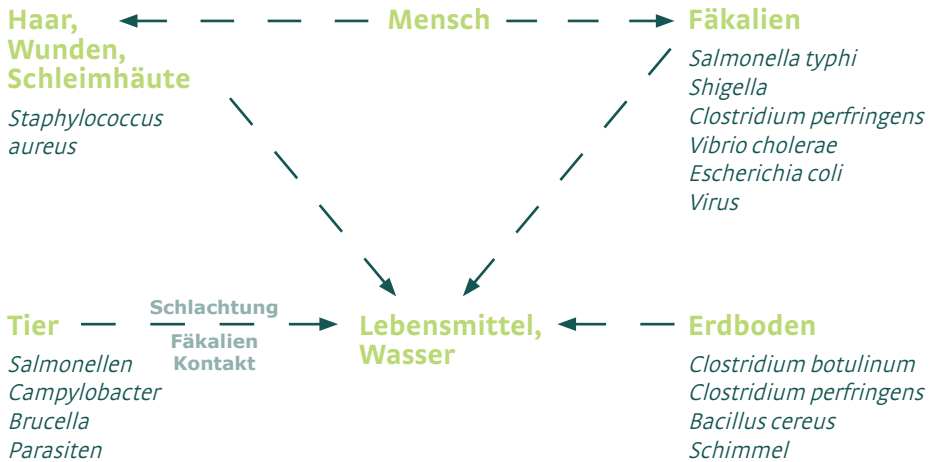 Haar,
Wunden,
Schleimhäute
Staphylococcus
aureus
Mensch
Fäkalien
Salmonella typhi
Shigella
Clostridium perfringens
Vibrio cholerae
Escherichia coli
Virus
Tier
Salmonellen
Campylobacter
Brucella
Parasiten
Schlachtung
Fäkalien
Kontakt
Lebensmittel,
Wasser
Erdboden
Clostridium botulinum
Clostridium perfringens
Bacillus cereus
Schimmel